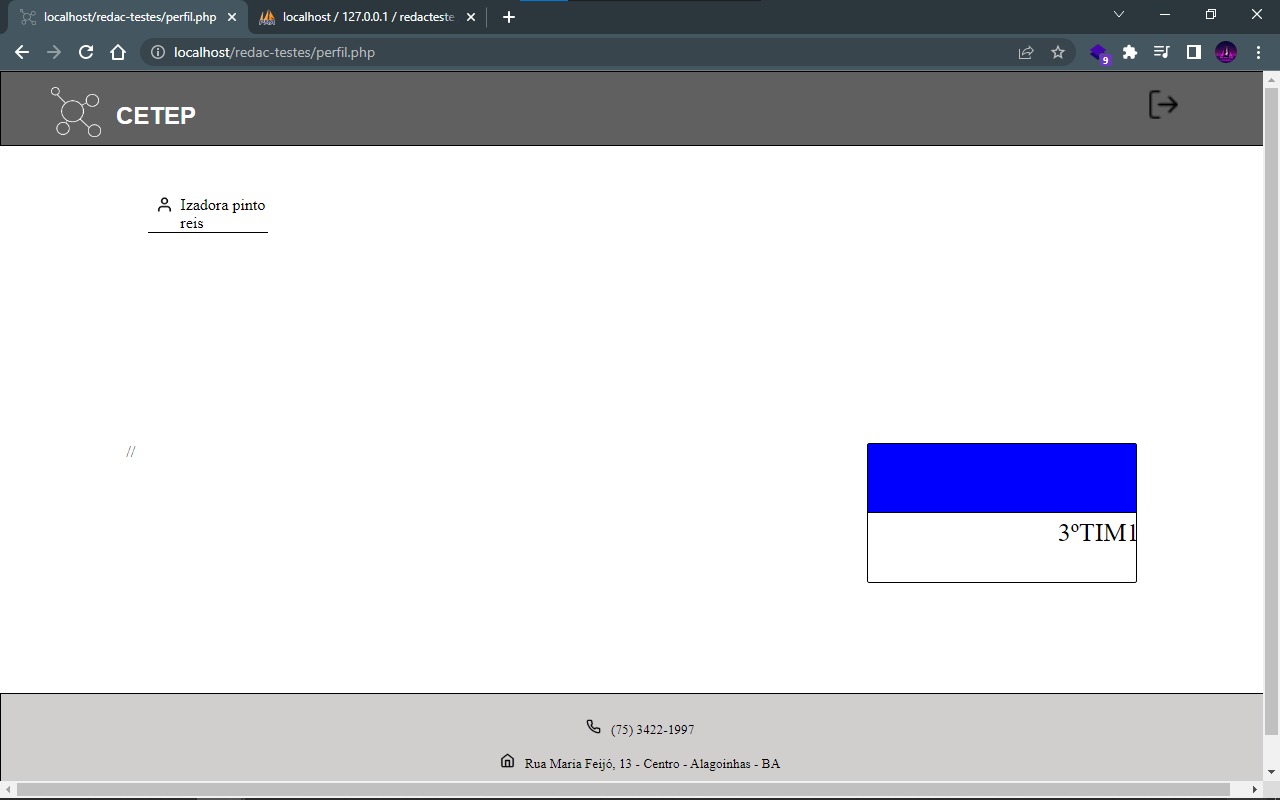 localhost/redac-testes/perfil.php
localhost / 127.0.0.1 / redacteste
localhost/redac-testes/perfil.php
9
CETEP
Izadora pinto
reis
//
3ºTIM1
(75) 3422-1997
Rua Maria Feijó, 13 - Centro - Alagoinhas - BA